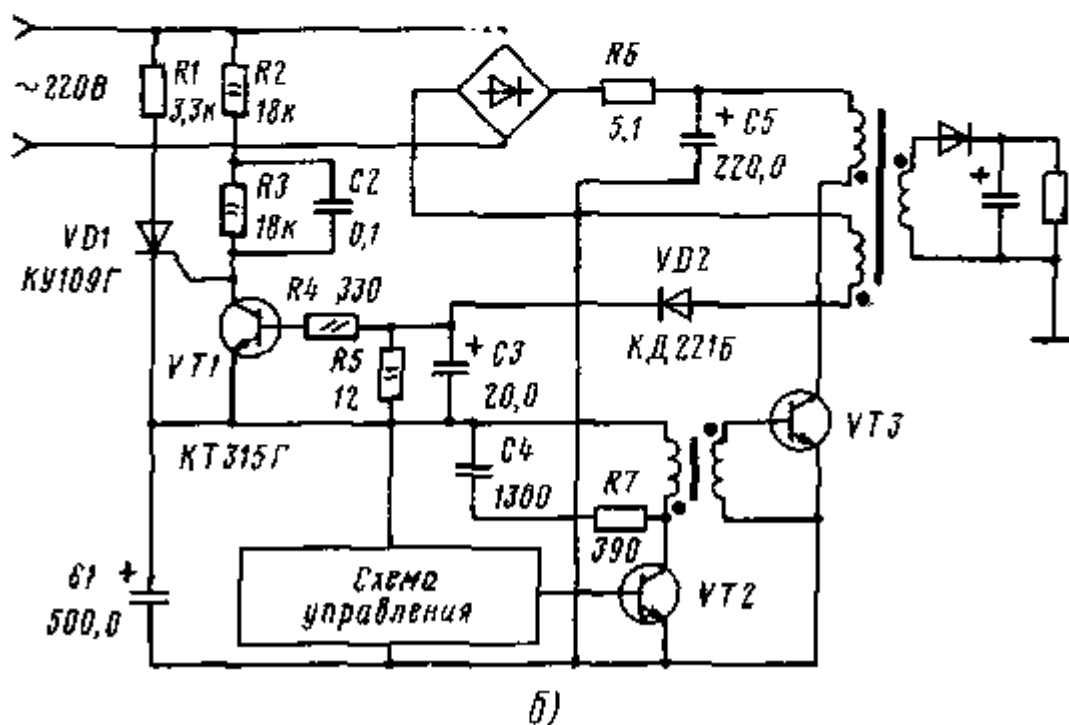 ~220В
R1
3,3к
R2
18к
R3
18к
C2
0,1
VD1
КУ109Г
R4 330
R5
12
VT1
КТ315Г
+ C3
20,0
VD2
КД221Б
R6
5,1
+ C5
220,0
+
C4
1300
R7
390
VT3
VT2
61 +
500,0
Схема
управления
б)